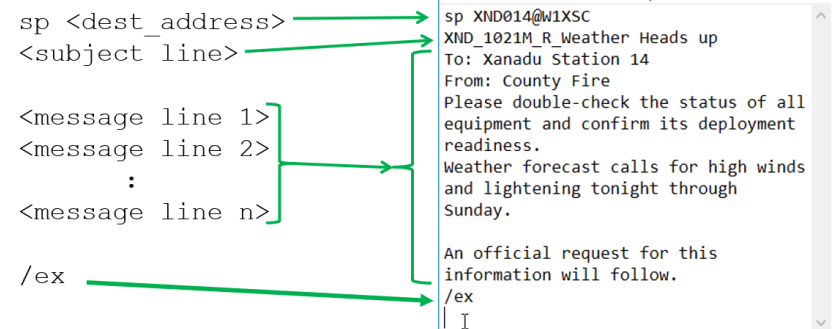 sp <dest_address>
<subject line>
<message line 1>
<message line 2>
:
<message line n>
/ex
sp XND014@W1XSC
XND_1021M_R_Weather Heads up
To: Xanadu Station 14
From: County Fire
Please double-check the status of all
equipment and confirm its deployment
readiness.
Weather forecast calls for high winds
and lightening tonight through
Sunday.
An official request for this
information will follow.
/ex